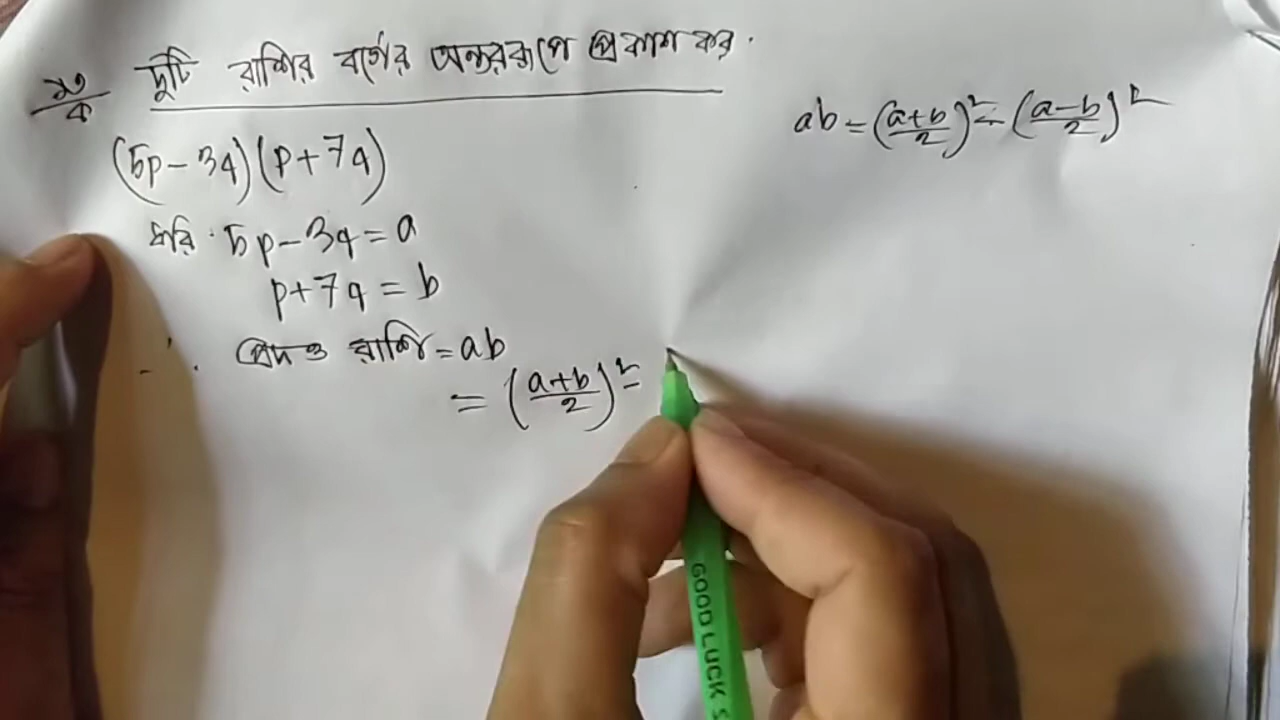 ১৩/ক দুটি রাশির বর্গের অন্তররূপে প্রকাশ কর.
ab = (a+b/2)² - (a-b/2)²
(5p - 3q)(p + 7q)
ধরি. 5p - 3q = a
p + 7q = b
∴ প্রদত্ত রাশি = ab
= (a+b/2)² -
GOOD LUCK